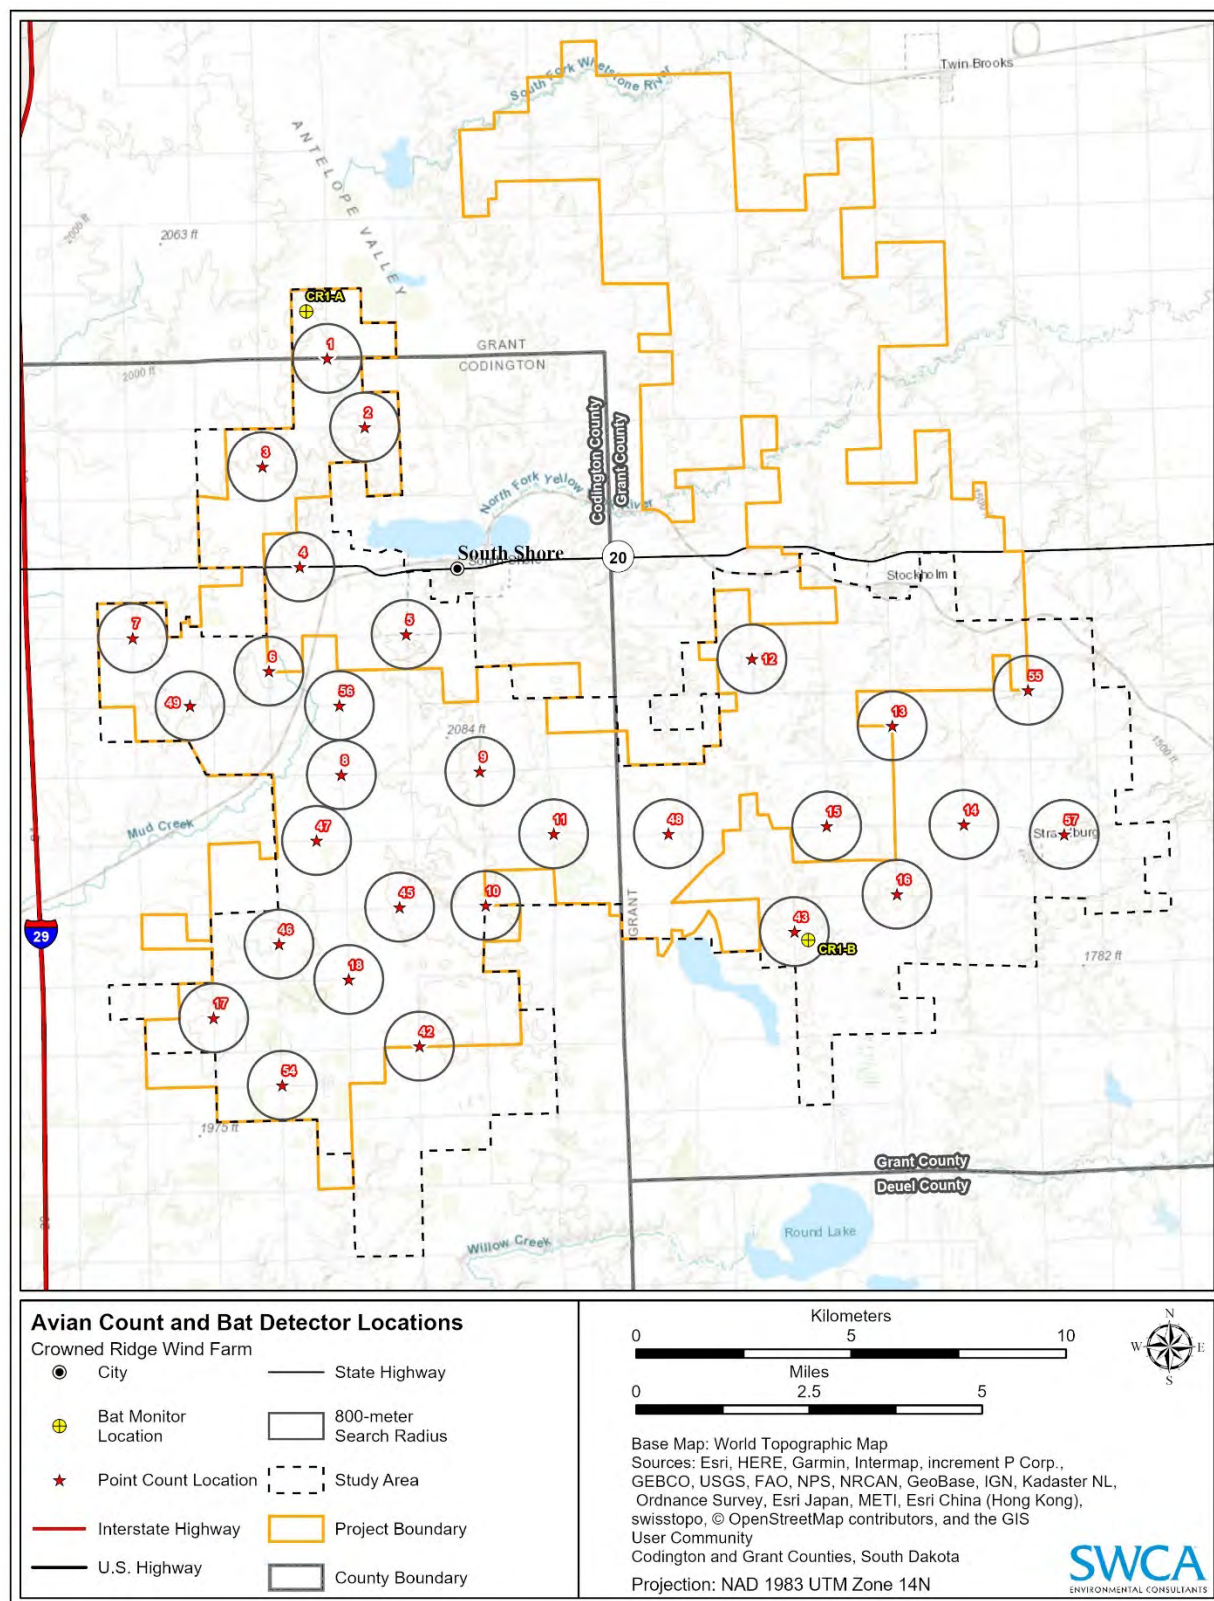 Twin Brooks
South Fork Whetstone River
ANTELOPE VALLEY
2000 ft
2063 ft
CR1-A
1
GRANT
2000 ft
CODINGTON
2
Codington County
Grant County
3
North Fork Yellow
River
1500 ft
4
South Shore
20
Stockholm
7
5
6
12
49
56
55
13
2084 ft
1500 ft
8
9
Mud Creek
47
11
48
15
14
57
Strandburg
45
10
16
GRANT
29
46
43
CR1-B
1782 ft
18
17
42
54
1975 ft
Grant County
Deuel County
Round Lake
Willow Creek
Avian Count and Bat Detector Locations
Crowned Ridge Wind Farm
City
State Highway
Bat Monitor
Location
800-meter
Search Radius
Point Count Location
Study Area
Interstate Highway
Project Boundary
U.S. Highway
County Boundary
Kilometers
0 5 10
Miles
0 2.5 5
N
W E
S
Base Map: World Topographic Map
Sources: Esri, HERE, Garmin, Intermap, increment P Corp.,
GEBCO, USGS, FAO, NPS, NRCAN, GeoBase, IGN, Kadaster NL,
Ordnance Survey, Esri Japan, METI, Esri China (Hong Kong),
swisstopo, © OpenStreetMap contributors, and the GIS
User Community
Codington and Grant Counties, South Dakota
Projection: NAD 1983 UTM Zone 14N
SWCA
ENVIRONMENTAL CONSULTANTS